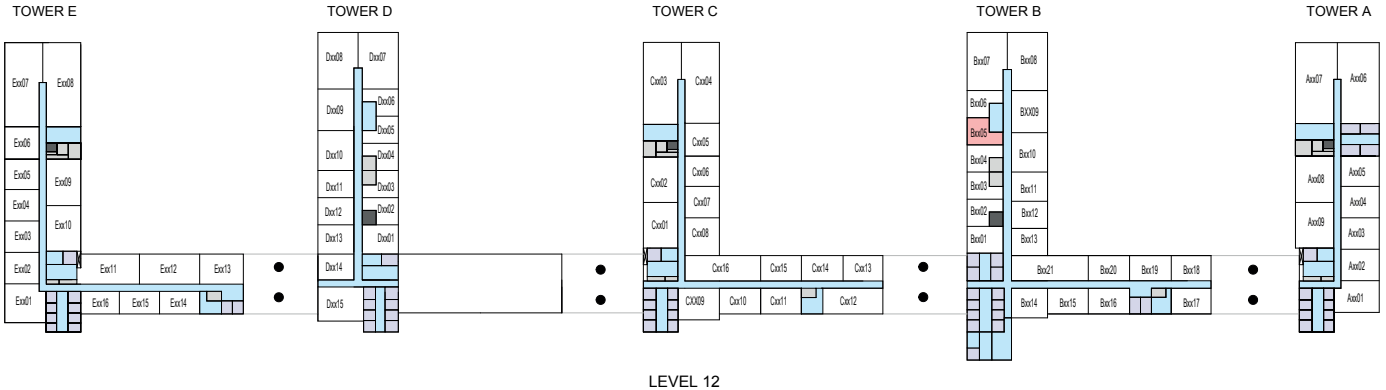 TOWER E
TOWER D
TOWER C
TOWER B
TOWER A
Exx07
Exx08
Exx06
Exx05
Exx09
Exx04
Exx03
Exx10
Exx02
Exx11
Exx12
Exx13
Exx01
Exx16
Exx15
Exx14
Dxx08
Dxx07
Dxx09
Dxx06
Dxx05
Dxx10
Dxx04
Dxx11
Dxx03
Dxx12
Dxx02
Dxx13
Dxx01
Dxx14
Dxx15
Cxx03
Cxx04
Cxx05
Cxx02
Cxx06
Cxx07
Cxx01
Cxx08
Cxx16
Cxx15
Cxx14
Cxx13
CXX09
Cxx10
Cxx11
Cxx12
Bxx07
Bxx08
Bxx06
BXX09
Bxx05
Bxx04
Bxx10
Bxx03
Bxx11
Bxx02
Bxx12
Bxx01
Bxx13
Bxx21
Bxx20
Bxx19
Bxx18
Bxx14
Bxx15
Bxx16
Bxx17
Axx07
Axx06
Axx08
Axx05
Axx04
Axx09
Axx03
Axx02
Axx01
LEVEL 12